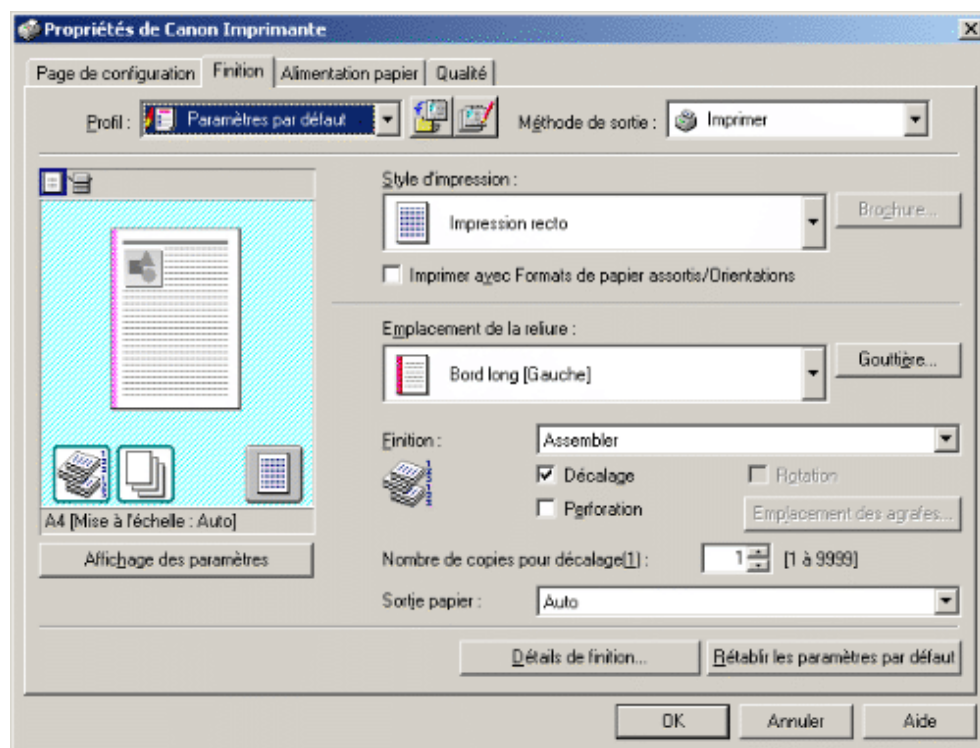 Propriétés de Canon Imprimante
Page de configuration Finition Alimentation papier Qualité
Profil : Paramètres par défaut Méthode de sortie : Imprimer
Style d'impression :
Impression recto Brochure...
Imprimer avec Formats de papier assortis/Orientations
Emplacement de la reliure :
Bord long [Gauche] Gouttière...
Finition : Assembler
Décalage Rotation
Perforation Emplacement des agrafes...
A4 [Mise à l'échelle : Auto]
Affichage des paramètres
Nombre de copies pour décalage(1) : 1 [1 à 9999]
Sortie papier : Auto
Détails de finition... Rétablir les paramètres par défaut
OK Annuler Aide